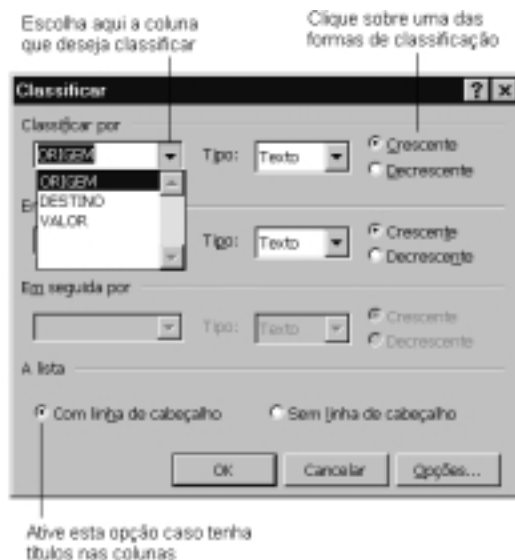 Escolha aqui a coluna
que deseja classificar
Clique sobre uma das
formas de classificação
Classificar
Classificar por
ORIGEM Tipo: Texto Crescente
Decrescente
ORIGEM
DESTINO
VALOR
E
Tipo: Texto Crescente
Decrescente
Em seguida por
Tipo: Texto Crescente
Decrescente
A lista
Com linha de cabeçalho Sem linha de cabeçalho
OK Cancelar Opções...
Ative esta opção caso tenha
títulos nas colunas